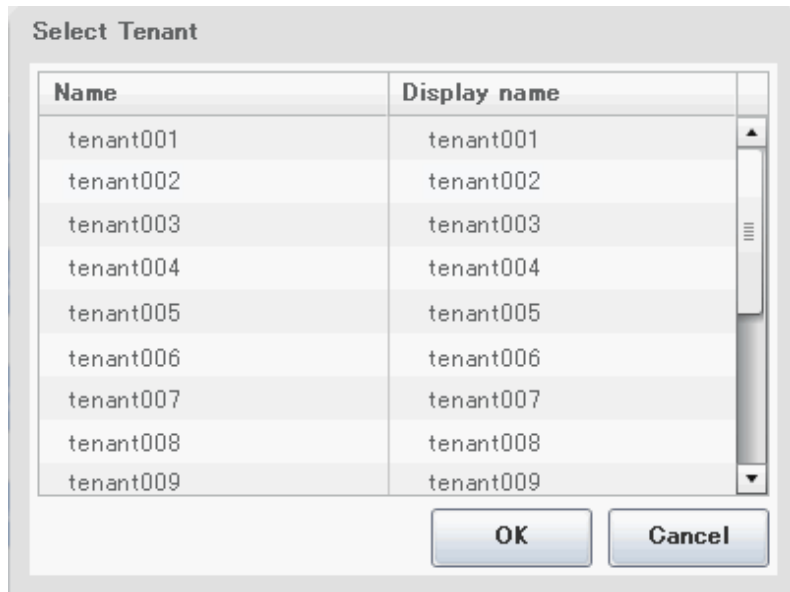 Select Tenant
Name Display name
tenant001 tenant001
tenant002 tenant002
tenant003 tenant003
tenant004 tenant004
tenant005 tenant005
tenant006 tenant006
tenant007 tenant007
tenant008 tenant008
tenant009 tenant009
OK Cancel